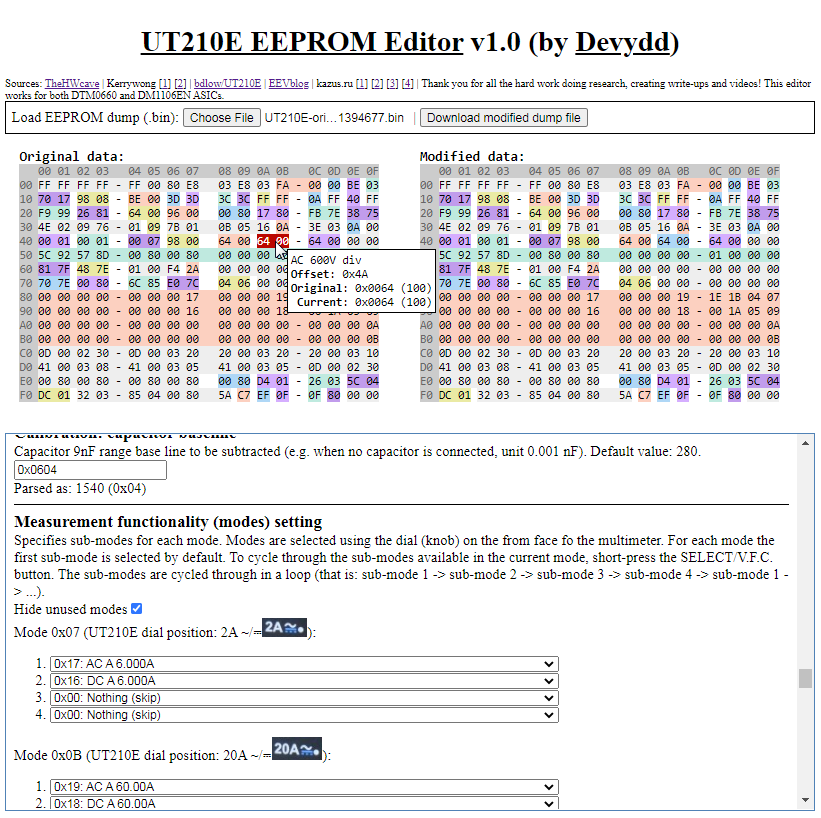 UT210E EEPROM Editor v1.0 (by Devydd)
Sources: TheHWcave | Kerrywong [1] [2] | bdlow/UT210E | EEVblog | kazus.ru [1] [2] [3] [4] | Thank you for all the hard work doing research, creating write-ups and videos! This editor
works for both DTM0660 and DM1106EN ASICs.
Load EEPROM dump (.bin): Choose File UT210E-ori...1394677.bin | Download modified dump file
Original data:
00 01 02 03 04 05 06 07 08 09 0A 0B 0C 0D 0E 0F
00 FF FF FF FF - FF 00 80 E8 03 E8 03 FA - 00 00 BE 03
10 70 17 98 08 - BE 00 3D 3D 3C 3C FF FF - 0A FF 40 FF
20 F9 99 26 81 - 64 00 96 00 00 80 17 80 - FB 7E 38 75
30 4E 02 09 76 - 01 09 7B 01 0B 05 16 0A - 3E 03 0A 00
40 00 01 00 01 - 00 07 98 00 64 00 64 00 - 64 00 00 00
50 5C 92 57 8D - 00 80 00 80 00 00 00
60 81 7F 48 7E - 01 00 F4 2A 00 00 00
70 70 7E 00 80 - 6C 85 E0 7C 04 06 00
80 00 00 00 00 - 00 00 00 17 00 00 00
90 00 00 00 00 - 00 00 00 16 00 00 00
A0 00 00 00 00 - 00 00 00 00 00 00 00 00 - 00 00 00 0A
B0 00 00 00 00 - 00 00 00 00 00 00 00 00 - 00 00 00 0B
C0 0D 00 02 30 - 0D 00 03 20 20 00 03 20 - 20 00 03 10
D0 41 00 03 08 - 41 00 03 05 41 00 03 05 - 0D 00 02 30
E0 00 80 00 80 - 00 80 00 80 00 80 D4 01 - 26 03 5C 04
F0 DC 01 32 03 - 85 04 00 80 5A C7 EF 0F - 0F 80 00 00
AC 600V div
Offset: 0x4A
Original: 0x0064 (100)
Current: 0x0064 (100)
Modified data:
00 01 02 03 04 05 06 07 08 09 0A 0B 0C 0D 0E 0F
00 FF FF FF FF - FF 00 80 E8 03 E8 03 FA - 00 00 BE 03
10 70 17 98 08 - BE 00 3D 3D 3C 3C FF FF - 0A FF 40 FF
20 F9 99 26 81 - 64 00 96 00 00 80 17 80 - FB 7E 38 75
30 4E 02 09 76 - 01 09 7B 01 0B 05 16 0A - 3E 03 0A 00
40 00 01 00 01 - 00 07 98 00 64 00 64 00 - 64 00 00 00
5C 92 57 8D - 00 80 00 80 00 00 00 00 - 01 00 02 80
81 7F 48 7E - 01 00 F4 2A 00 00 00 00 - 00 00 00 00
70 7E 00 80 - 6C 85 E0 7C 04 06 00 00 - 00 00 00 00
00 00 00 00 - 00 00 00 17 00 00 00 19 - 1E 1B 04 07
00 00 00 00 - 00 00 00 16 00 00 00 18 - 00 1A 05 09
A0 00 00 00 00 - 00 00 00 00 00 00 00 00 - 00 00 00 0A
B0 00 00 00 00 - 00 00 00 00 00 00 00 00 - 00 00 00 0B
C0 0D 00 02 30 - 0D 00 03 20 20 00 03 20 - 20 00 03 10
D0 41 00 03 08 - 41 00 03 05 41 00 03 05 - 0D 00 02 30
E0 00 80 00 80 - 00 80 00 80 00 80 D4 01 - 26 03 5C 04
F0 DC 01 32 03 - 85 04 00 80 5A C7 EF 0F - 0F 80 00 00
Calibration: capacitor baseline
Capacitor 9nF range base line to be subtracted (e.g. when no capacitor is connected, unit 0.001 nF). Default value: 280.
0x0604
Parsed as: 1540 (0x04)
Measurement functionality (modes) setting
Specifies sub-modes for each mode. Modes are selected using the dial (knob) on the from face fo the multimeter. For each mode the
first sub-mode is selected by default. To cycle through the sub-modes available in the current mode, short-press the SELECT/V.F.C.
button. The sub-modes are cycled through in a loop (that is: sub-mode 1 -> sub-mode 2 -> sub-mode 3 -> sub-mode 4 -> sub-mode 1 -
> ...).
Hide unused modes
Mode 0x07 (UT210E dial position: 2A ~/= 2A):
1. 0x17: AC A 6.000A
2. 0x16: DC A 6.000A
3. 0x00: Nothing (skip)
4. 0x00: Nothing (skip)
Mode 0x0B (UT210E dial position: 20A ~/= 20A):
1. 0x19: AC A 60.00A
2. 0x18: DC A 60.00A